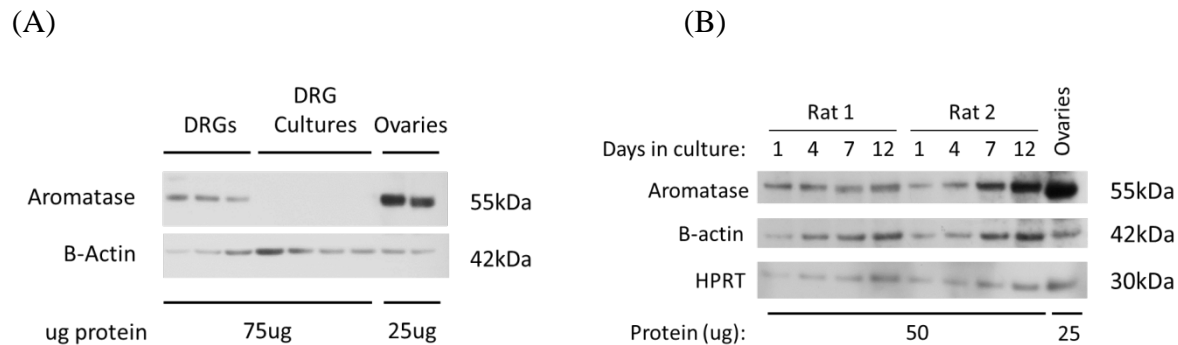 (A)
DRG
DRGs Cultures Ovaries
Aromatase 55kDa
B-Actin 42kDa
ug protein 75ug 25ug
(B)
Rat 1 Rat 2 Ovaries
Days in culture: 1 4 7 12 1 4 7 12
Aromatase 55kDa
B-actin 42kDa
HPRT 30kDa
Protein (ug): 50 25